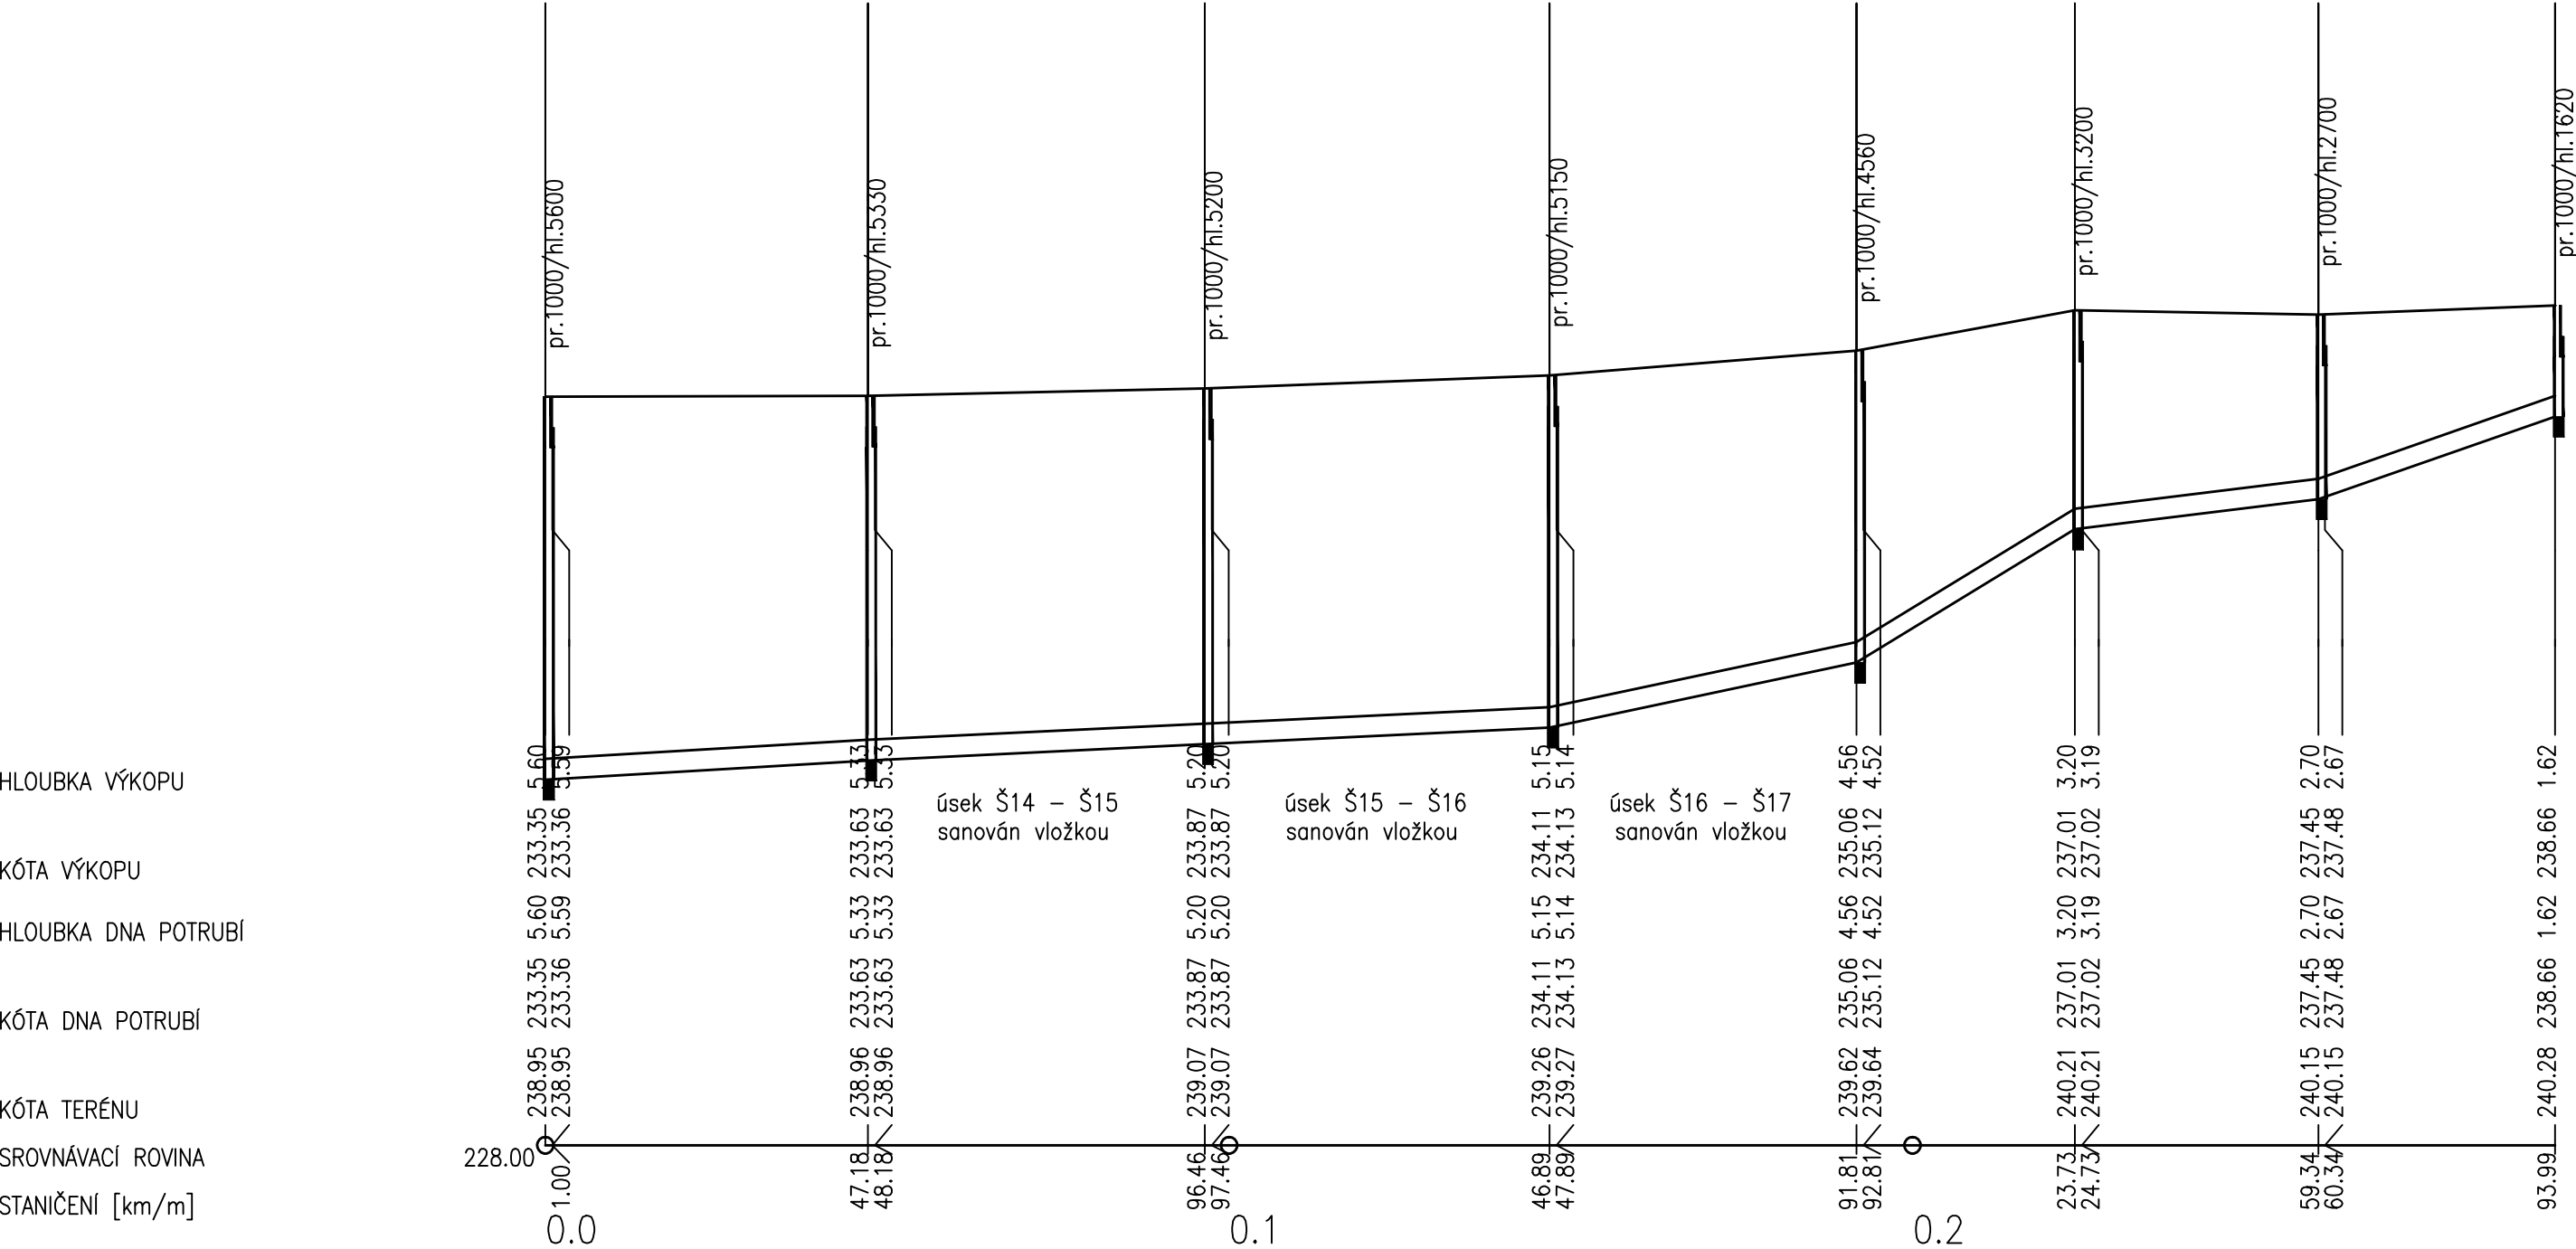 pr.1000/hl.5600
pr.1000/hl.5330
pr.1000/hl.5200
pr.1000/hl.5150
pr.1000/hl.4560
pr.1000/hl.3200
pr.1000/hl.2700
pr.1000/hl.1620
HLOUBKA VÝKOPU
5.60 5.59 5.33 5.33 5.20 5.20 5.15 5.14 4.56 4.52 3.20 3.19 2.70 2.67 1.62
úsek Š14 – Š15
sanován vložkou
úsek Š15 – Š16
sanován vložkou
úsek Š16 – Š17
sanován vložkou
KÓTA VÝKOPU
233.35 233.36 233.63 233.63 233.87 233.87 234.11 234.13 235.06 235.12 237.01 237.02 237.45 237.48 238.66
HLOUBKA DNA POTRUBÍ
5.60 5.59 5.33 5.33 5.20 5.20 5.15 5.14 4.56 4.52 3.20 3.19 2.70 2.67 1.62
KÓTA DNA POTRUBÍ
233.35 233.36 233.63 233.63 233.87 233.87 234.11 234.13 235.06 235.12 237.01 237.02 237.45 237.48 238.66
KÓTA TERÉNU
238.95 238.95 238.96 238.96 239.07 239.07 239.26 239.27 239.62 239.64 240.21 240.21 240.15 240.15 240.28
SROVNÁVACÍ ROVINA 228.00
STANIČENÍ [km/m]
1.00 47.18 48.18 96.46 97.46 46.89 47.89 91.81 92.81 23.73 24.73 59.34 60.34 93.99
0.0 0.1 0.2